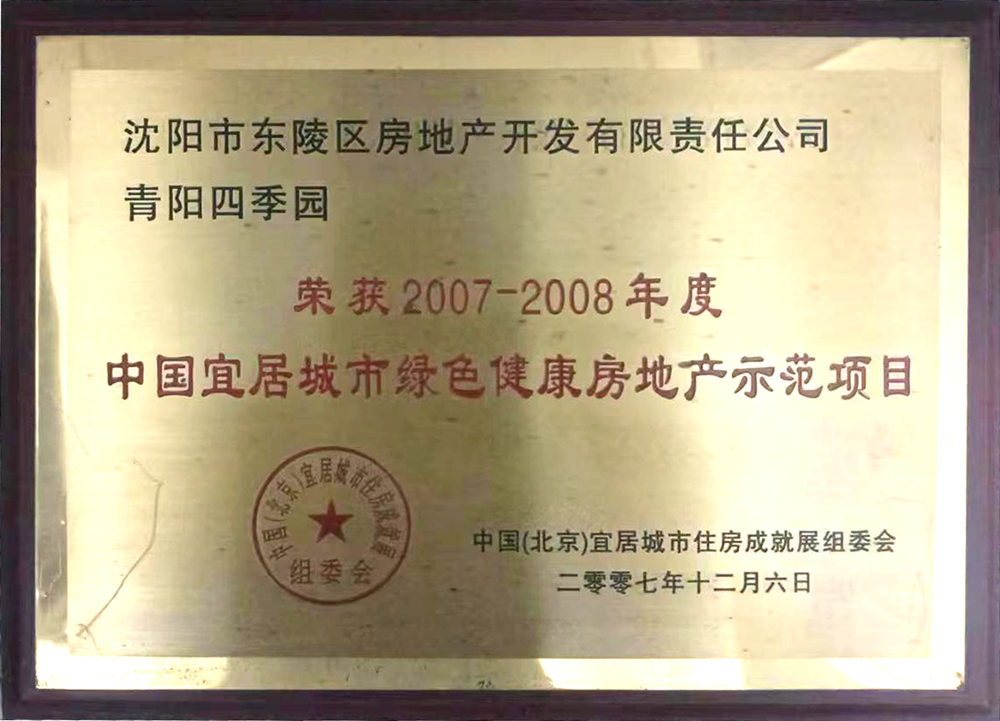 沈阳市东陵区房地产开发有限责任公司
青阳四季园
荣获2007-2008年度
中国宜居城市绿色健康房地产示范项目
中国(北京)宜居城市住房成就展
组委会
中国(北京)宜居城市住房成就展组委会
二零零七年十二月六日